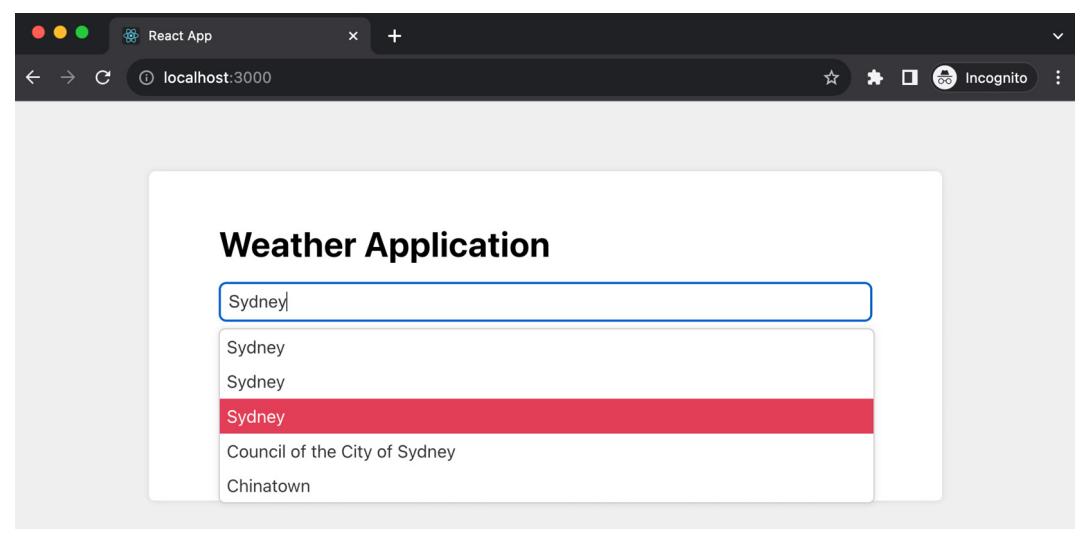 React App
localhost:3000
Incognito
Weather Application
Sydney
Sydney
Sydney
Sydney
Council of the City of Sydney
Chinatown